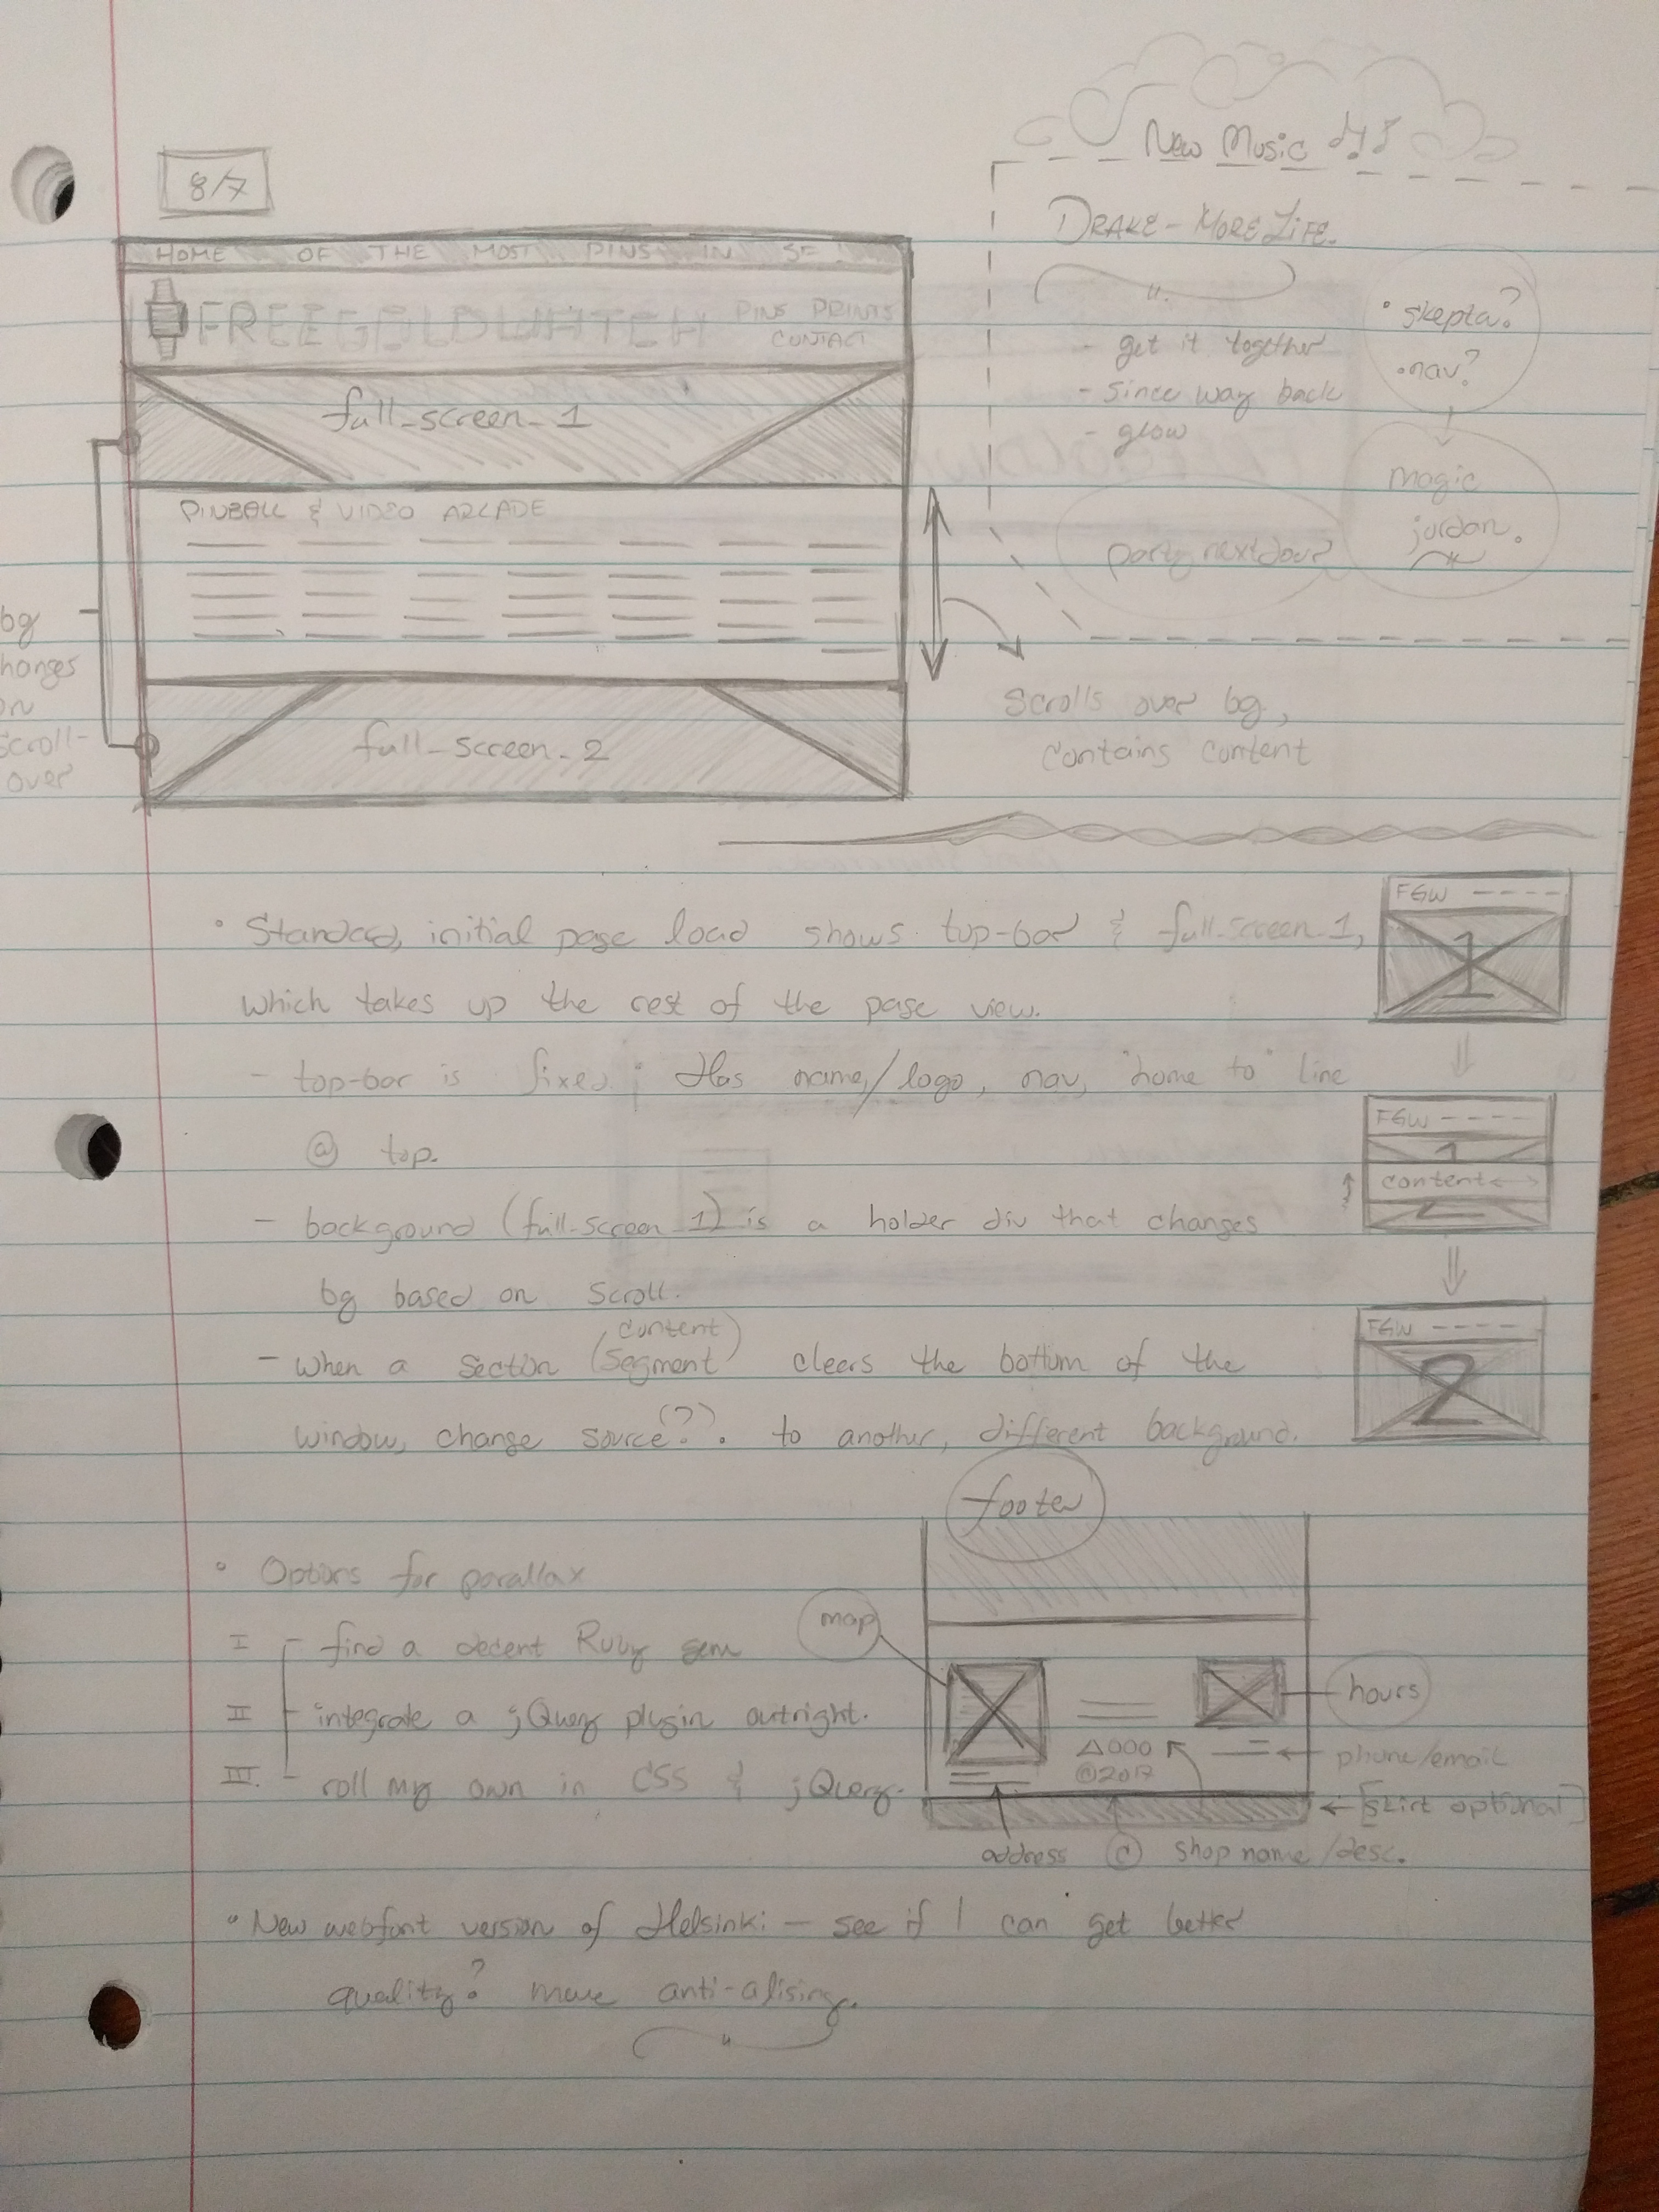 8/7
HOME OF THE MOST PINS IN SF!
FREEGOLDWATCH
PINS PRINTS
CONTACT
full_screen_1
PINBALL & VIDEO ARCADE
full_screen_2
bg
hanges
on
scroll-
over
Scrolls over bg,
contains content
New Music
DRAKE - MORE LIFE.
- get it together
- since way back
- glow
• skepta?
• nav?
magic
jordan.
partynextdoor
• Standard, initial page load shows top-bar & full-screen-1,
which takes up the rest of the page view.
- top-bar is fixed; Has name/logo, nav, "home to" line
@ top.
- background (full-screen_1) is a holder div that changes
bg based on scroll.
content
- when a section (segment) clears the bottom of the
window, change source(?)?. to another, different background.
FGW ----
1
FGW ----
1
content
2
FGW ----
2
• Options for parallax
I - find a decent Ruby gem
II - integrate a jQuery plugin outright.
III. - roll my own in CSS & jQuery.
footer
map
hours
phone/email
©2017
[skirt optional]
address © shop name/desc.
• New webfont version of Helsinki - see if I can get better
quality? more anti-alising.